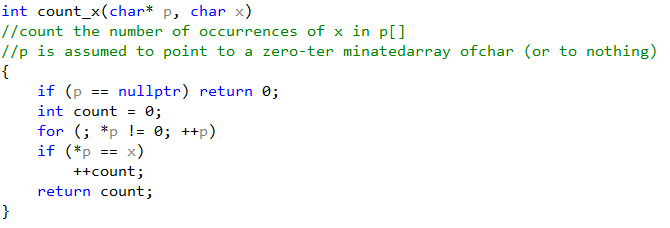 int count_x(char* p, char x)
//count the number of occurrences of x in p[]
//p is assumed to point to a zero-ter minatedarray ofchar (or to nothing)
{
    if (p == nullptr) return 0;
    int count = 0;
    for (; *p != 0; ++p)
    if (*p == x)
        ++count;
    return count;
}